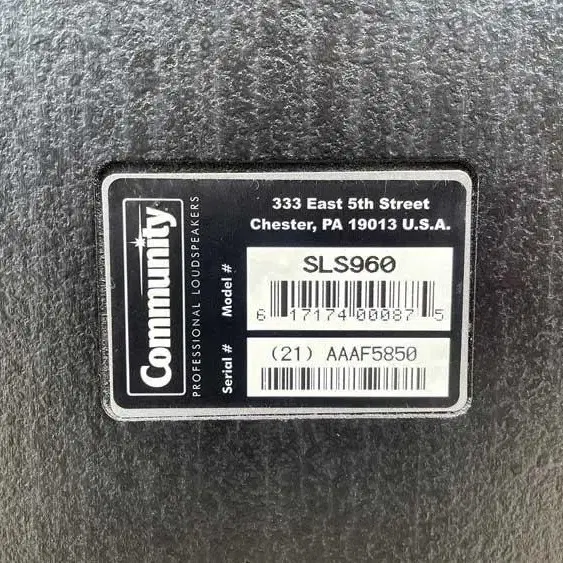 Community
PROFESSIONAL LOUDSPEAKERS
333 East 5th Street
Chester, PA 19013 U.S.A.
Model #
SLS960
6 17174 00087 5
Serial #
(21) AAAF5850